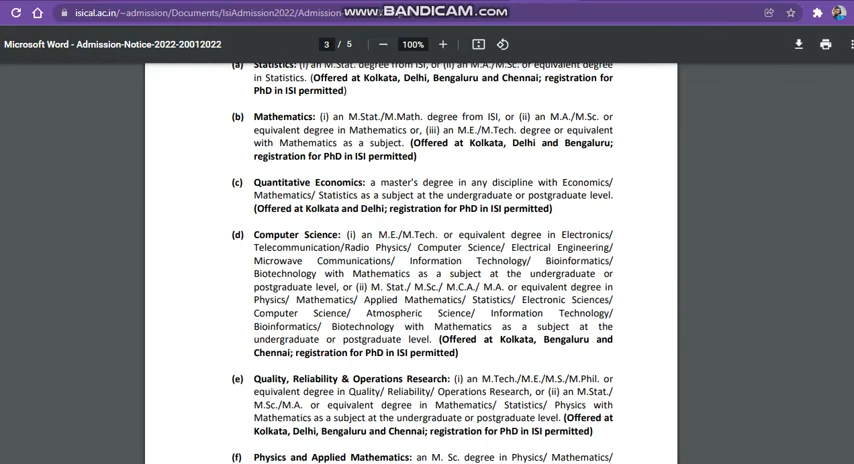 isical.ac.in/~admission/Documents/IsiAdmission2022/Admission-
www.BANDICAM.com
Microsoft Word - Admission-Notice-2022-20012022
3 / 5
100%
(a) Statistics: (i) an M.Stat. degree from ISI, or (ii) an M.A./M.Sc. or equivalent degree
in Statistics. (Offered at Kolkata, Delhi, Bengaluru and Chennai; registration for
PhD in ISI permitted)
(b) Mathematics: (i) an M.Stat./M.Math. degree from ISI, or (ii) an M.A./M.Sc. or
equivalent degree in Mathematics or, (iii) an M.E./M.Tech. degree or equivalent
with Mathematics as a subject. (Offered at Kolkata, Delhi and Bengaluru;
registration for PhD in ISI permitted)
(c) Quantitative Economics: a master's degree in any discipline with Economics/
Mathematics/ Statistics as a subject at the undergraduate or postgraduate level.
(Offered at Kolkata and Delhi; registration for PhD in ISI permitted)
(d) Computer Science: (i) an M.E./M.Tech. or equivalent degree in Electronics/
Telecommunication/Radio Physics/ Computer Science/ Electrical Engineering/
Microwave Communications/ Information Technology/ Bioinformatics/
Biotechnology with Mathematics as a subject at the undergraduate or
postgraduate level, or (ii) M. Stat./ M.Sc./ M.C.A./ M.A. or equivalent degree in
Physics/ Mathematics/ Applied Mathematics/ Statistics/ Electronic Sciences/
Computer Science/ Atmospheric Science/ Information Technology/
Bioinformatics/ Biotechnology with Mathematics as a subject at the
undergraduate or postgraduate level. (Offered at Kolkata, Bengaluru and
Chennai; registration for PhD in ISI permitted)
(e) Quality, Reliability & Operations Research: (i) an M.Tech./M.E./M.S./M.Phil. or
equivalent degree in Quality/ Reliability/ Operations Research, or (ii) an M.Stat./
M.Sc./M.A. or equivalent degree in Mathematics/ Statistics/ Physics with
Mathematics as a subject at the undergraduate or postgraduate level. (Offered at
Kolkata, Delhi, Bengaluru and Chennai; registration for PhD in ISI permitted)
(f) Physics and Applied Mathematics: an M. Sc. degree in Physics/ Mathematics/